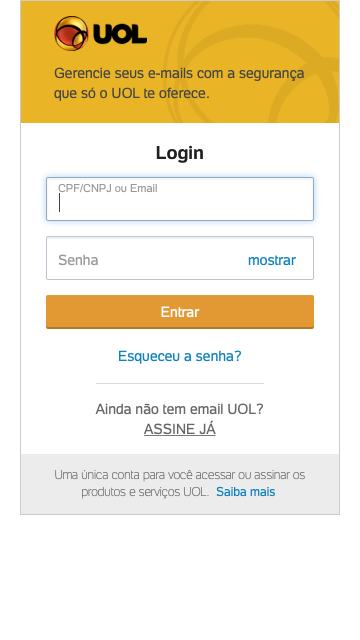 UOL
Gerencie seus e-mails com a segurança
que só o UOL te oferece.
Login
CPF/CNPJ ou Email
Senha mostrar
Entrar
Esqueceu a senha?
Ainda não tem email UOL?
ASSINE JÁ
Uma única conta para você acessar ou assinar os
produtos e serviços UOL. Saiba mais